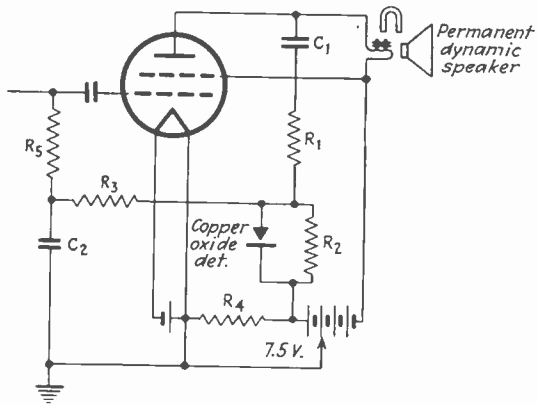 C1
Permanent
dynamic
speaker
R1
R5
R3
Copper
oxide
det.
R2
C2
R4
7.5 v.